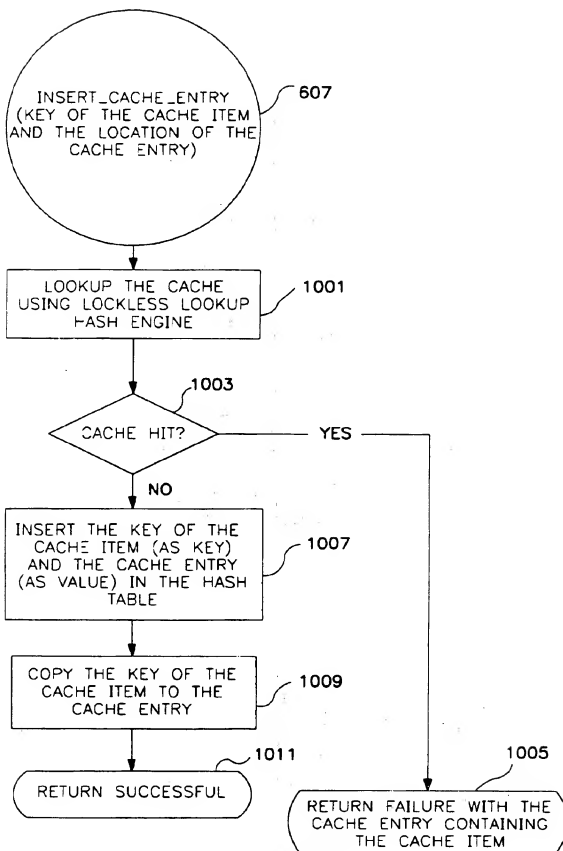 INSERT_CACHE_ENTRY
(KEY OF THE CACHE ITEM
AND THE LOCATION OF THE
CACHE ENTRY)
607
LOOKUP THE CACHE
USING LOCKLESS LOOKUP
HASH ENGINE
1001
1003
CACHE HIT?
YES
NO
INSERT THE KEY OF THE
CACHE ITEM (AS KEY)
AND THE CACHE ENTRY
(AS VALUE) IN THE HASH
TABLE
1007
COPY THE KEY OF THE
CACHE ITEM TO THE
CACHE ENTRY
1009
1011
RETURN SUCCESSFUL
1005
RETURN FAILURE WITH THE
CACHE ENTRY CONTAINING
THE CACHE ITEM